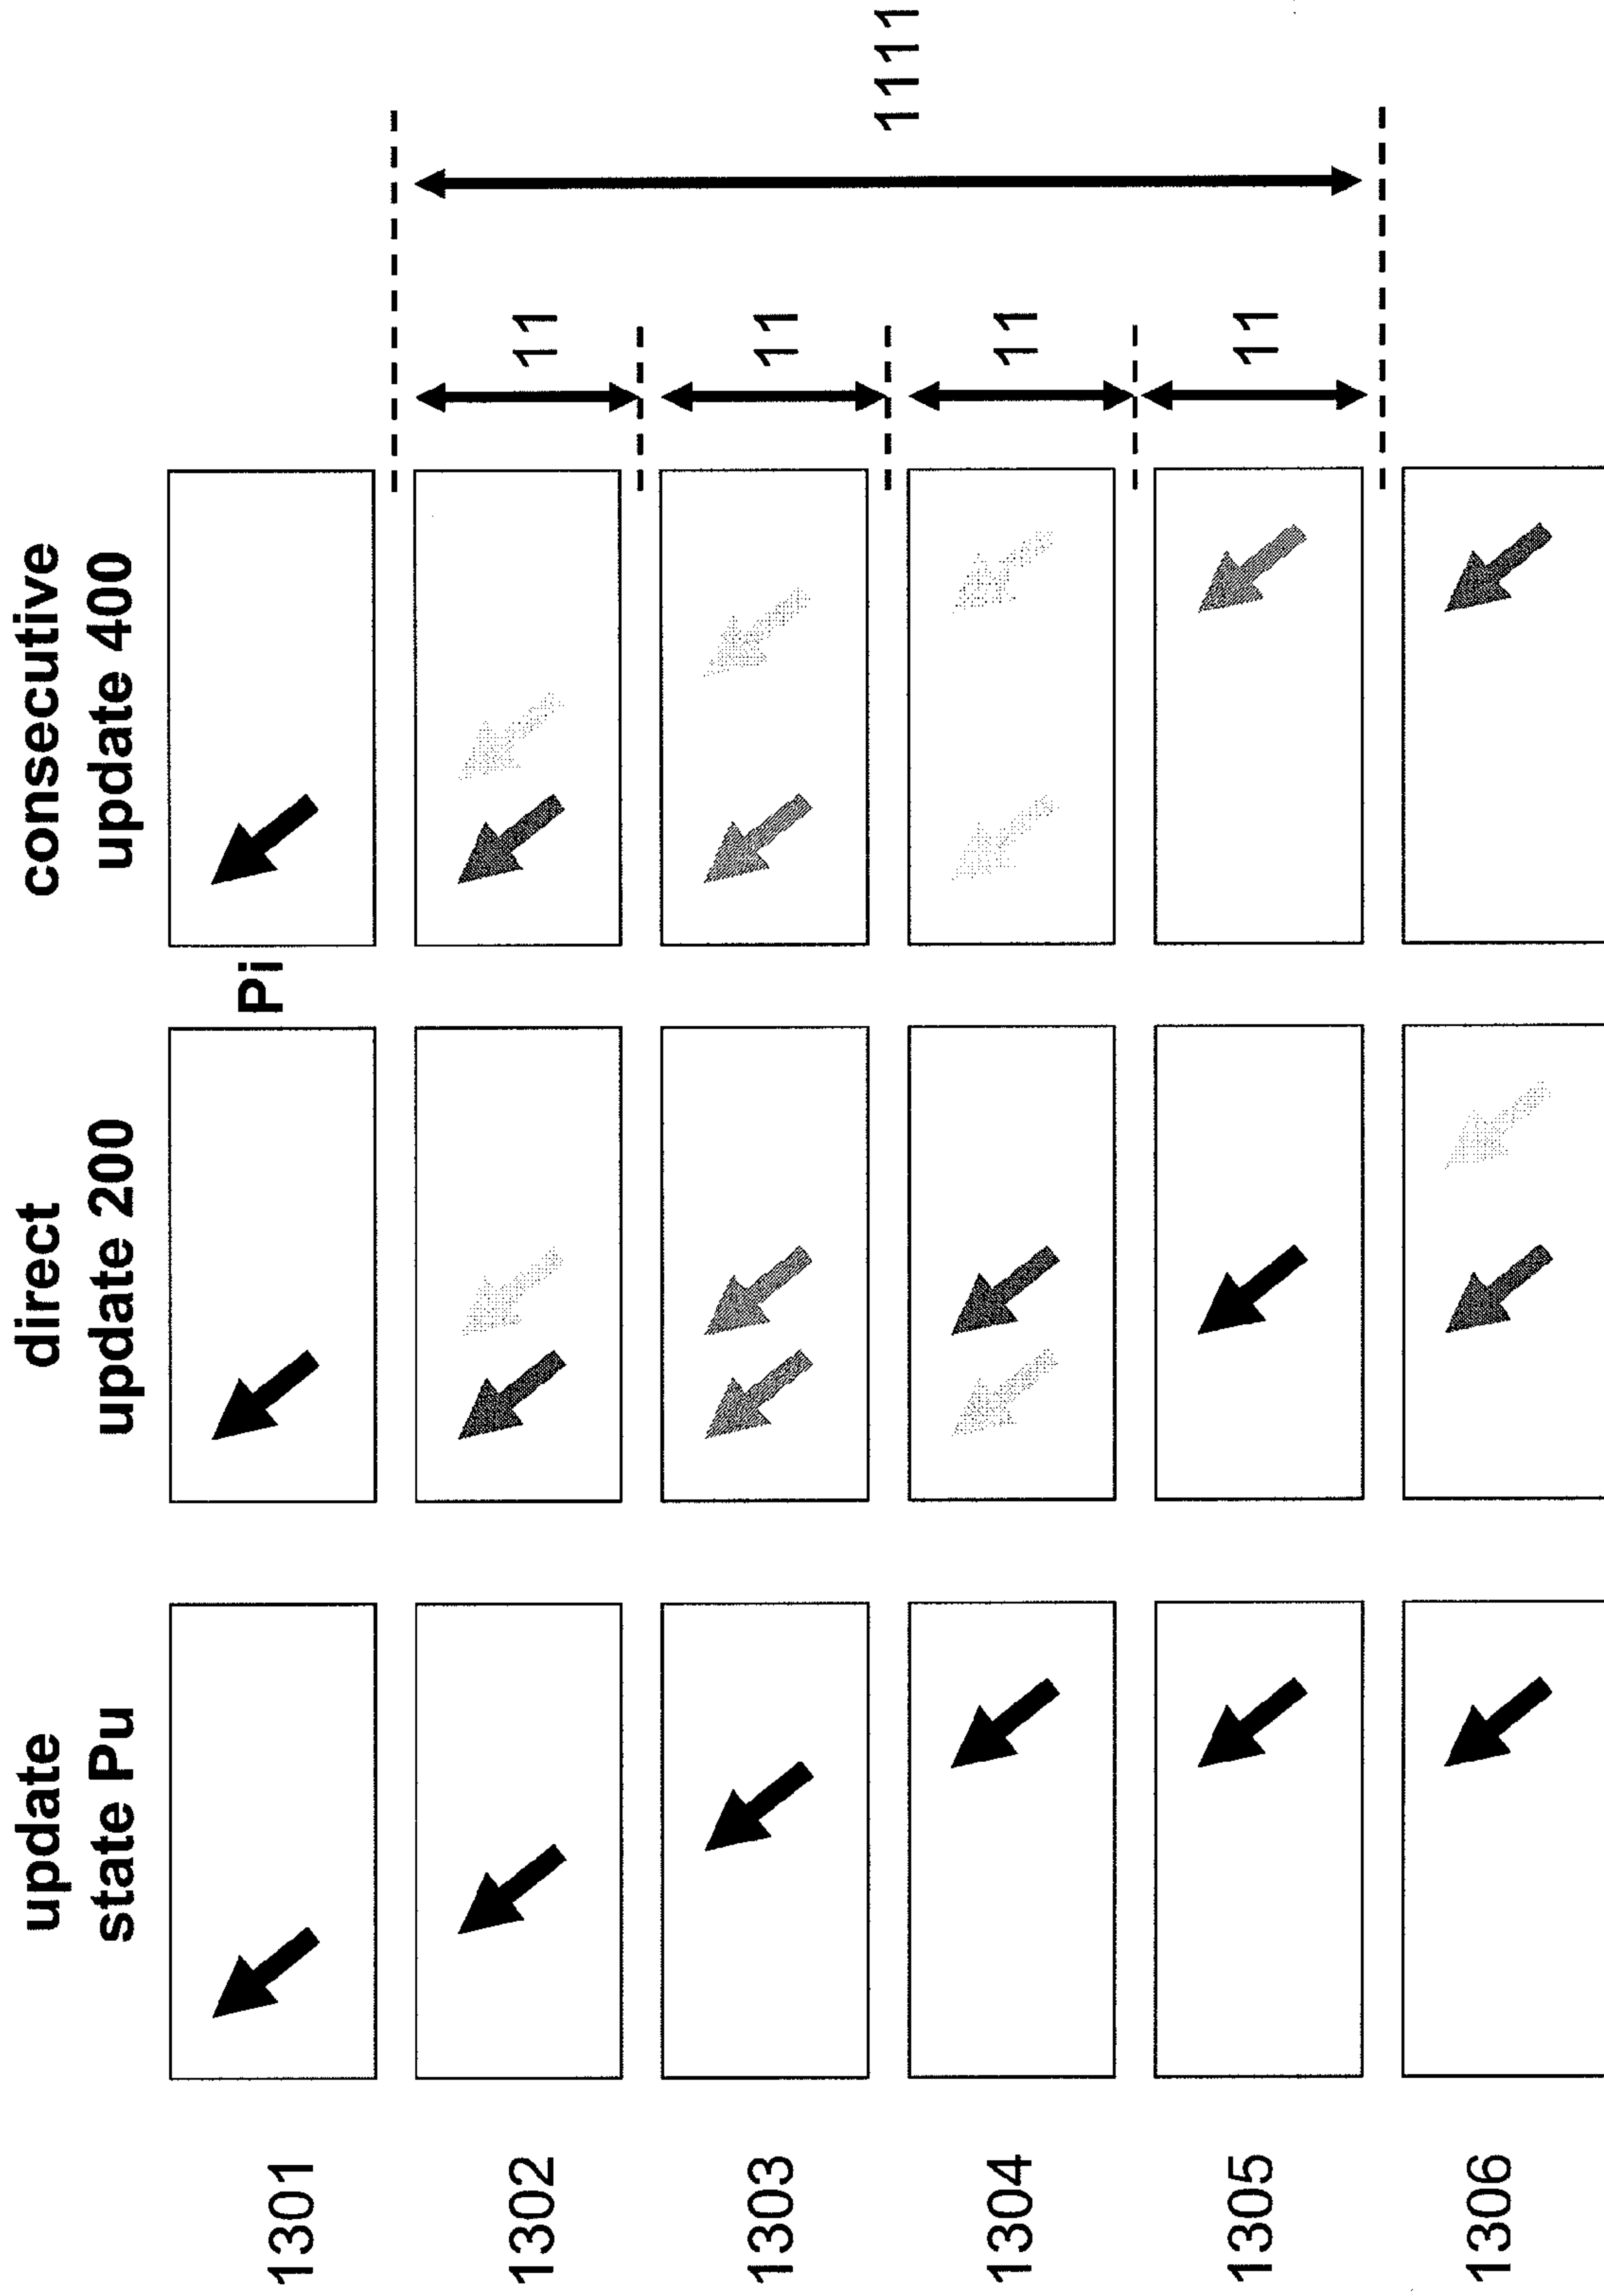 update
state Pu
direct
update 200
consecutive
update 400
1301
Pi
1302
11
1303
11
1304
11
1305
11
1306
1111